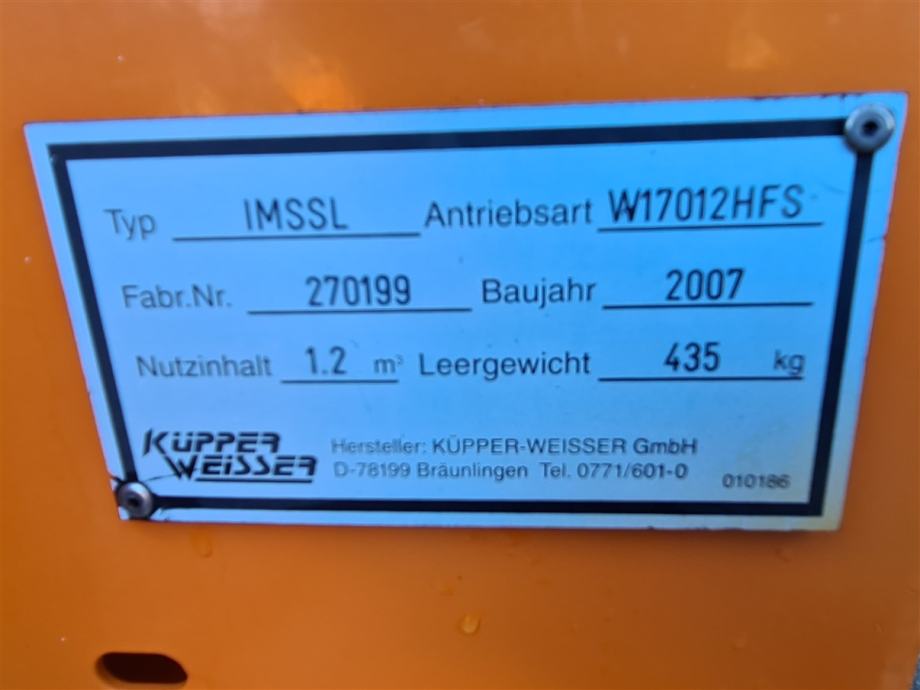 Typ IMSSL Antriebsart W17012HFS
Fabr.Nr. 270199 Baujahr 2007
Nutzinhalt 1.2 m³ Leergewicht 435 kg
KÜPPER
WEISSER
Hersteller: KÜPPER-WEISSER GmbH
D-78199 Bräunlingen Tel. 0771/601-0
010186